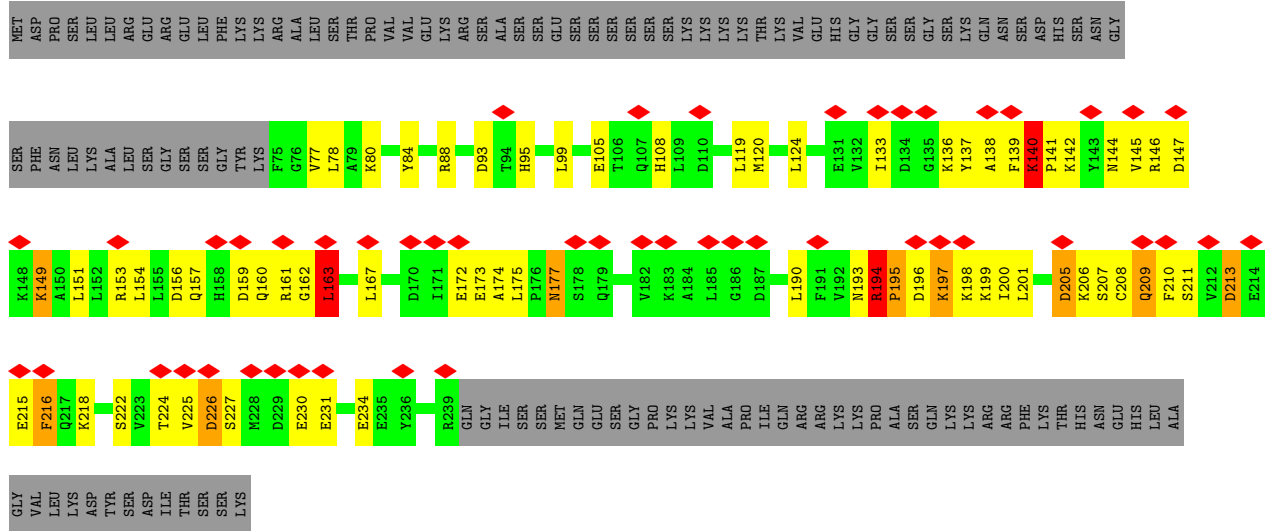 MET ASP PRO SER LEU LEU ARG GLU ARG GLU LEU PHE LYS LYS ARG ALA LEU SER THR PRO VAL VAL GLU LYS ARG SER ALA SER SER GLU SER SER SER SER SER LYS LYS LYS LYS THR LYS VAL GLU HIS GLY GLY SER SER GLY SER LYS GLN ASN SER ASP HIS SER ASN GLY
SER PHE ASN LEU LYS ALA LEU SER GLY SER SER GLY TYR LYS F75 G76 V77 L78 A79 K80 Y84 R88 D93 T94 H95 L99 E105 T106 Q107 H108 L109 D110 L119 M120 L124 E131 V132 I133 D134 G135 K136 Y137 A138 F139 K140 P141 K142 Y143 N144 V145 R146 D147
K148 K149 A150 L151 L152 R153 L154 L155 D156 Q157 H158 D159 Q160 R161 G162 L163 L167 D170 I171 E172 E173 A174 L175 P176 N177 S178 Q179 V182 K183 A184 L185 G186 D187 L190 F191 V192 N193 R194 P195 D196 K197 K198 K199 I200 L201 D205 K206 S207 C208 Q209 F210 S211 V212 D213 E214
E215 F216 Q217 K218 S222 V223 T224 V225 D226 S227 M228 D229 E230 E231 E234 E235 Y236 R239 GLN GLY ILE SER SER MET GLN GLU SER GLY PRO LYS LYS VAL ALA PRO ILE GLN ARG ARG LYS LYS PRO ALA SER GLN LYS LYS ARG ARG PHE LYS THR HIS ASN GLU HIS LEU ALA
GLY VAL LEU LYS ASP TYR SER ASP ILE THR SER SER LYS